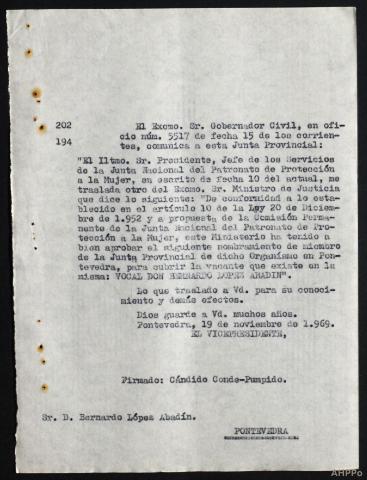 202
194
El Excmo. Sr. Gobernador Civil, en ofi-
cio núm. 5517 de fecha 15 de los corrien-
tes, comunica a esta Junta Provincial:
"El Iltmo. Sr. Presidente, Jefe de los Servicios
de la Junta Nacional del Patronato de Protección
a la Mujer, en escrito de fecha 10 del actual, me
traslada otro del Excmo. Sr. Ministro de Justicia
que dice lo siguiente: "De conformidad a lo esta-
blecido en el artículo 10 de la Ley 20 de Diciem-
bre de 1.952 y a propuesta de la Comisión Perma-
nente de la Junta Nacional del Patronato de Pro-
tección a la Mujer, este Ministerio ha tenido a
bien aprobar el siguiente nombramiento de miembro
de la Junta Provincial de dicho Organismo en Pon-
tevedra, para cubrir la vacante que existe en la
misma: VOCAL DON BERNARDO LOPEZ ABADIN".
Lo que traslado a Vd. para su conoci-
miento y demás efectos.
Dios guarde a Vd. muchos años.
Pontevedra, 19 de noviembre de 1.969.
EL VICEPRESIDENTE,
Firmado: Cándido Conde-Pumpido.
Sr. D. Bernardo López Abadín.
PONTEVEDRA
AHPPo